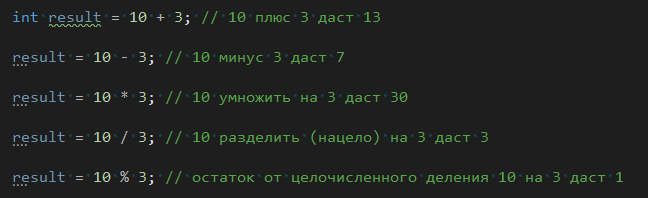 int result = 10 + 3; // 10 плюс 3 даст 13
result = 10 - 3; // 10 минус 3 даст 7
result = 10 * 3; // 10 умножить на 3 даст 30
result = 10 / 3; // 10 разделить (нацело) на 3 даст 3
result = 10 % 3; // остаток от целочисленного деления 10 на 3 даст 1